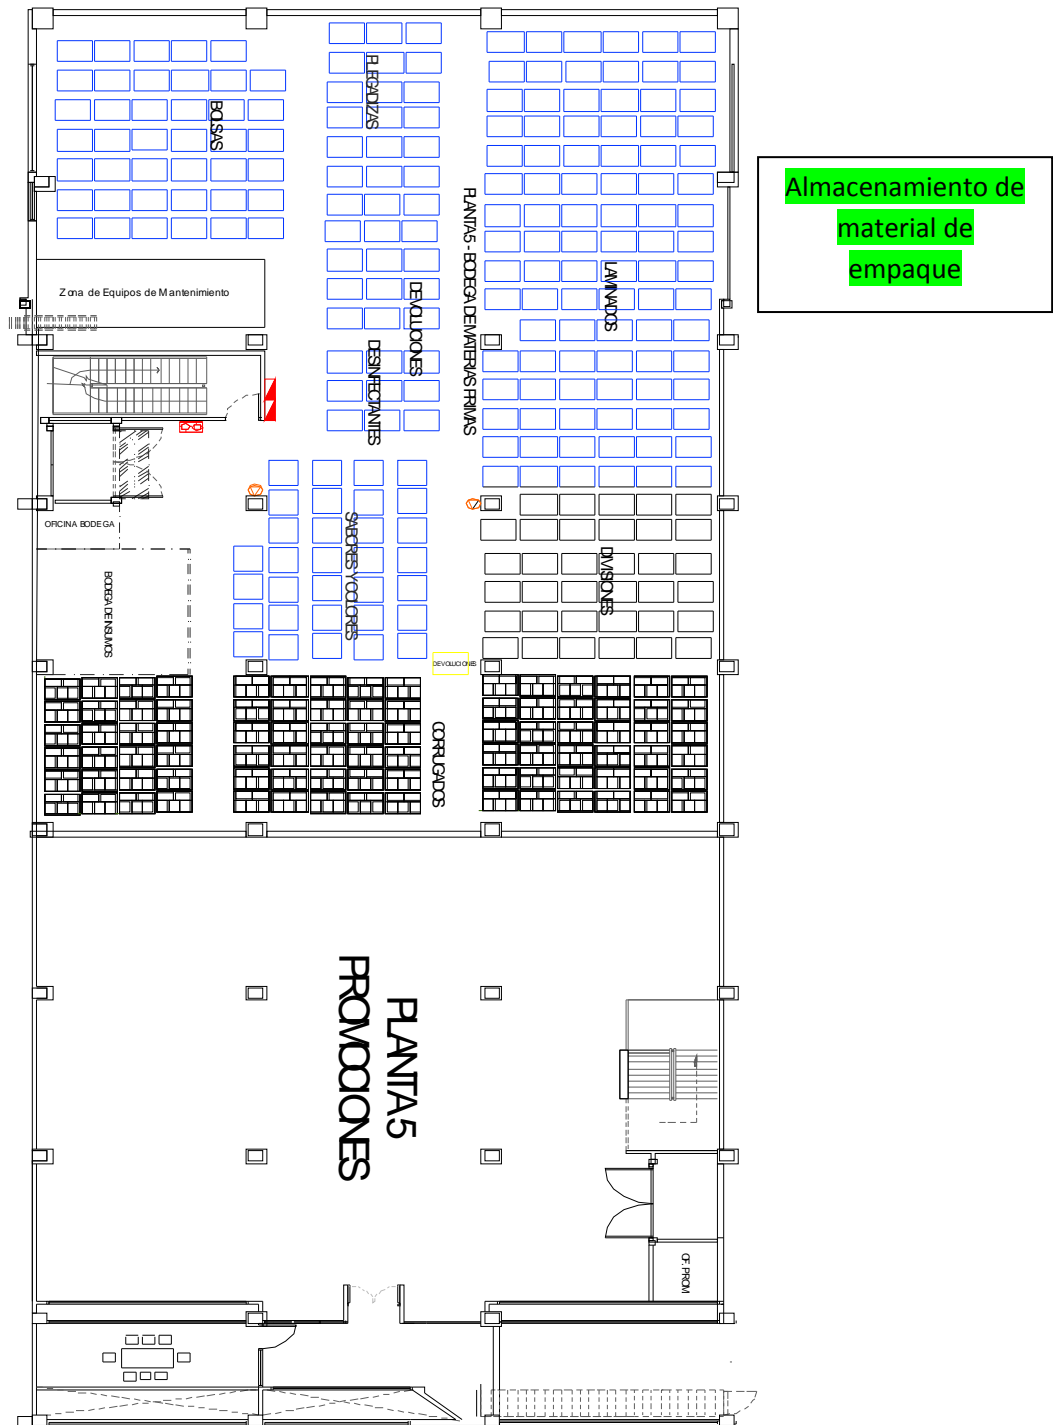 BOLSAS
PLEGADIZAS
Almacenamiento de
material de
empaque
PLANTA 5 - BODEGA DE MATERIAS PRIMAS
LAMINADOS
Zona de Equipos de Mantenimiento
DEVOLUCIONES
DESINFECTANTES
SABORES Y COLORES
OFICINA BODEGA
DIVISIONES
BODEGA DE INSUMOS
DEVOLUCIONES
CORRUGADOS
PLANTA 5
PROMOCIONES
OF. PROM